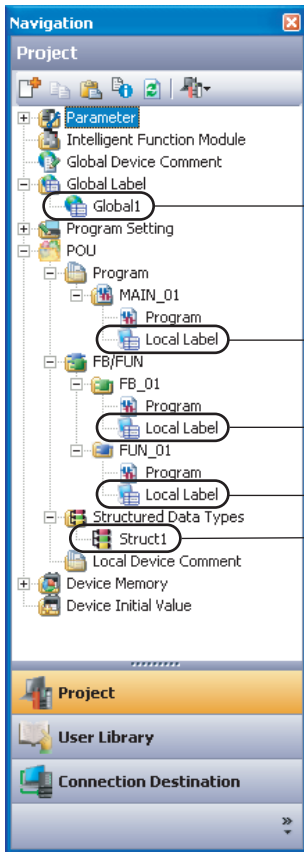 Navigation
Project
Parameter
Intelligent Function Module
Global Device Comment
Global Label
Global1
Program Setting
POU
Program
MAIN_01
Program
Local Label
FB/FUN
FB_01
Program
Local Label
FUN_01
Program
Local Label
Structured Data Types
Struct1
Local Device Comment
Device Memory
Device Initial Value
Project
User Library
Connection Destination